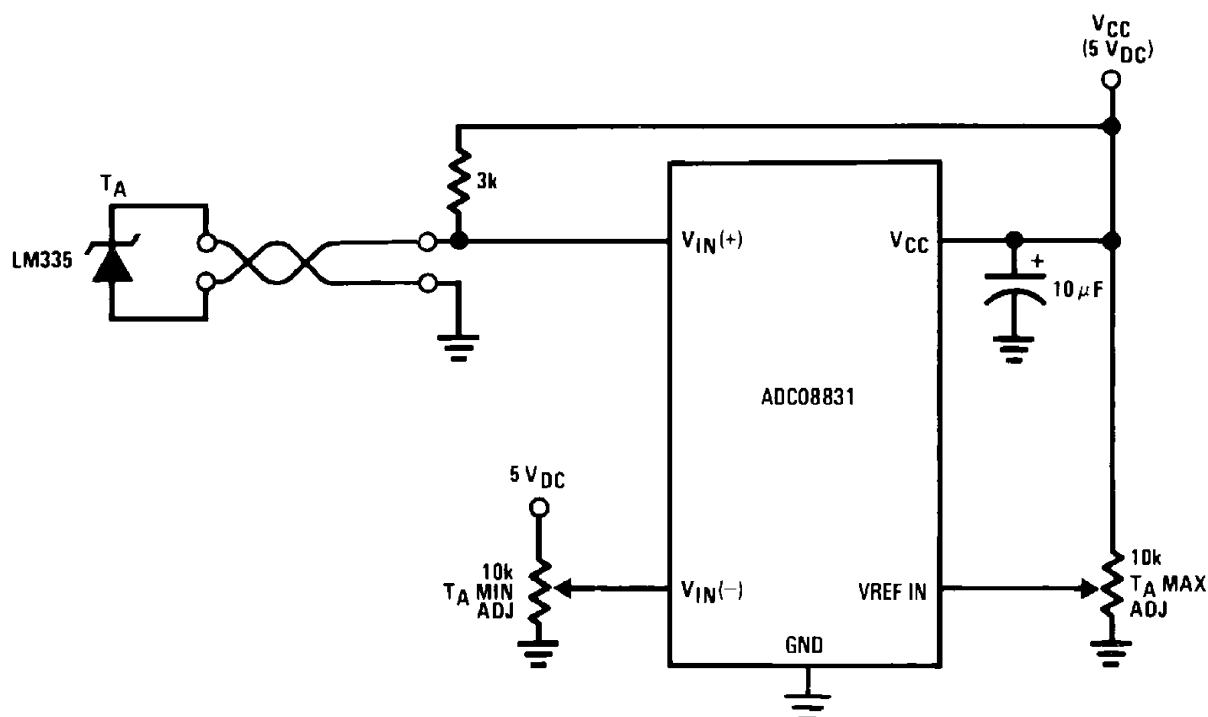 VCC
(5 VDC)
TA
LM335
3k
VIN(+)
VCC
+
10 µF
ADC08831
5 VDC
10k
TA MIN
ADJ
VIN(—)
VREF IN
10k
TA MAX
ADJ
GND